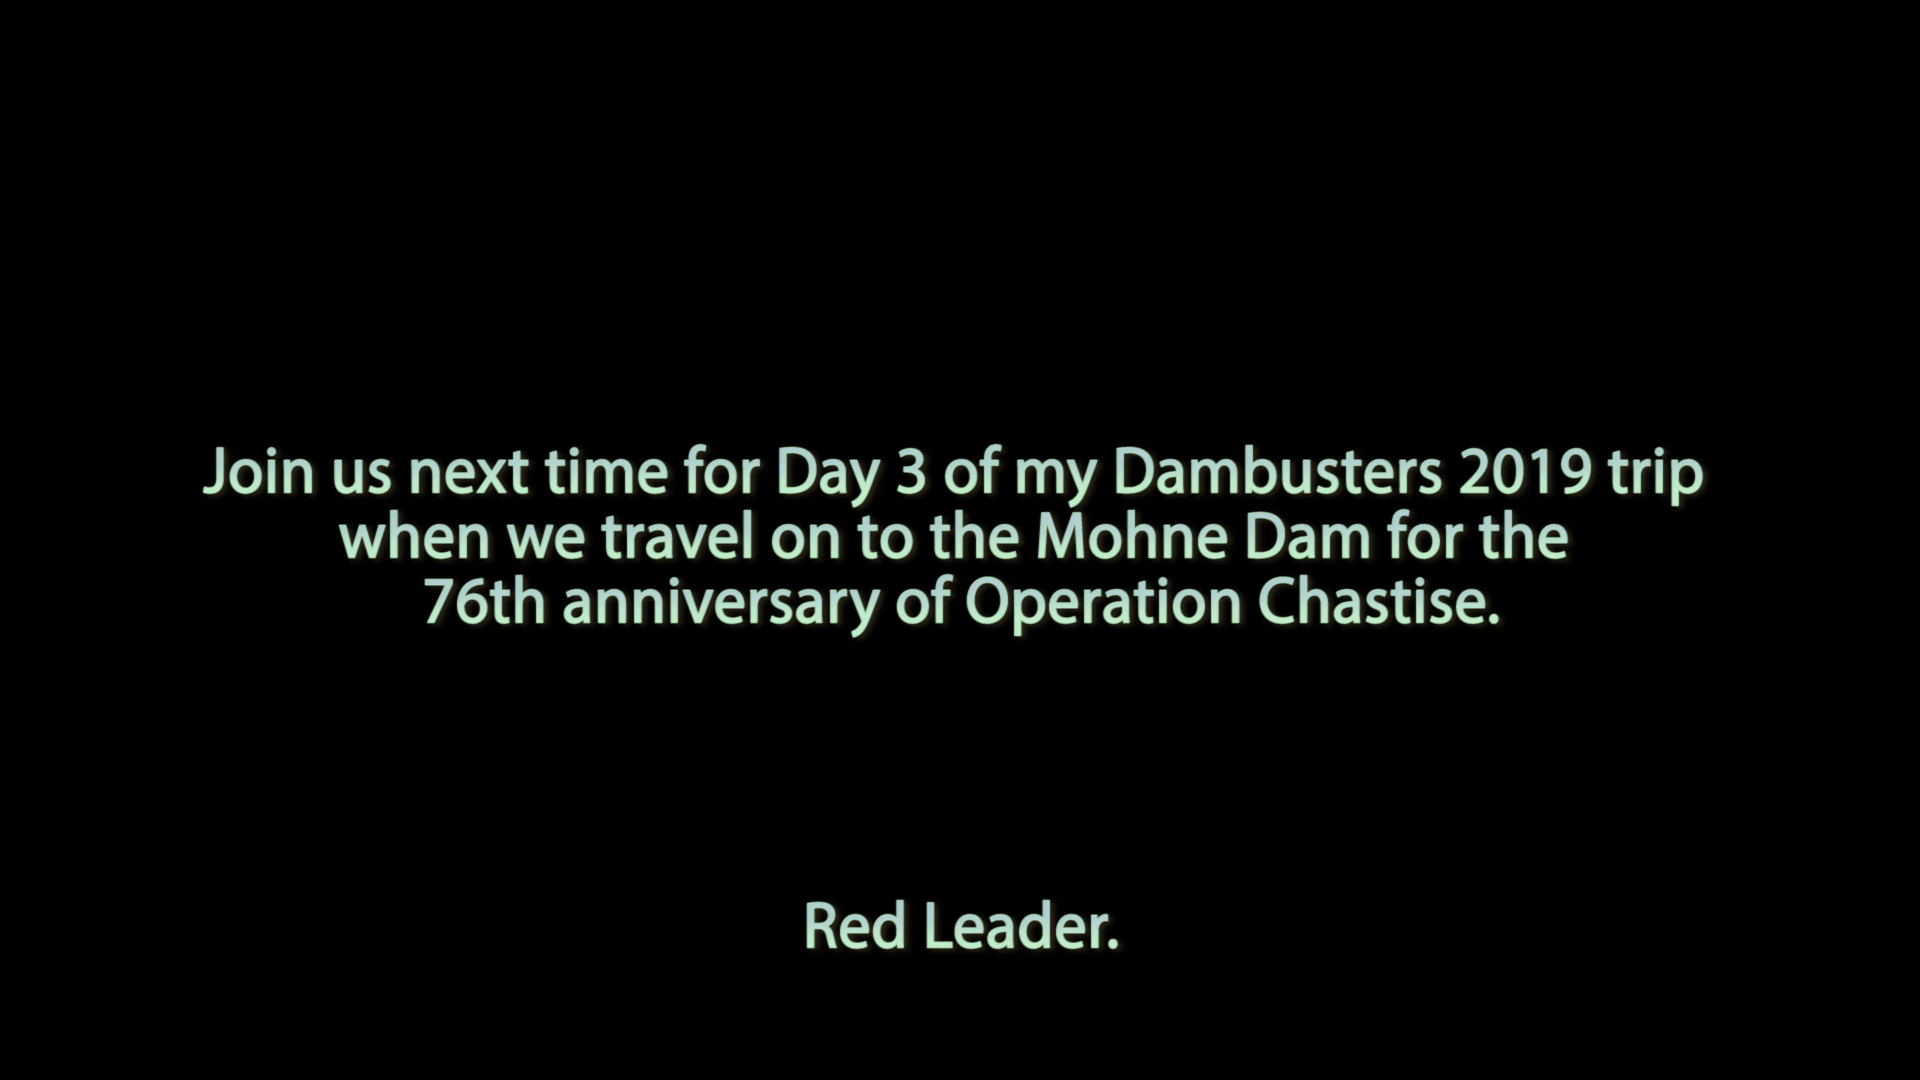 Join us next time for Day 3 of my Dambusters 2019 trip
when we travel on to the Mohne Dam for the
76th anniversary of Operation Chastise.
Red Leader.